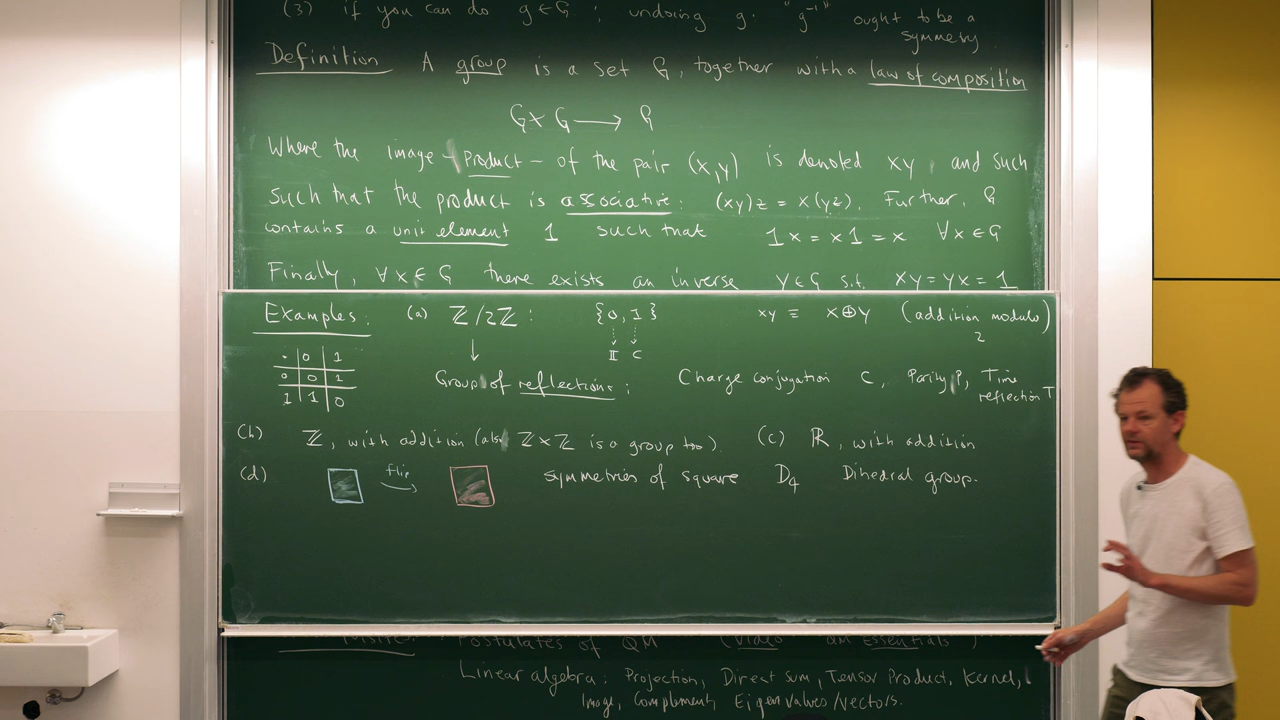 (3) if you can do g ∈ G ; undoing g. "g⁻¹" ought to be a
symmetry
Definition A group is a set G, together with a law of composition
G × G ⟶ G
Where the image - product - of the pair (x,y) is denoted xy, and such
such that the product is associative: (xy)z = x(yz). Further, G
contains a unit element 1 such that 1x = x1 = x ∀x∈G
Finally, ∀x∈G there exists an inverse y∈G s.t. xy = yx = 1
Examples: (a) ℤ/2ℤ : {0, 1} xy ≡ x⊕y (addition modulo 2)
𝕀 C
· 0 1
0 0 1
1 1 0
Group of reflections; Charge conjugation C, Parity P, Time reflection T
(b) ℤ, with addition (also ℤ×ℤ is a group too). (c) ℝ, with addition
(d) flip symmetries of square D₄ Dihedral group.
Postulates of QM (Video Essentials)
Linear algebra: Projection, Direct sum, Tensor Product, Kernel,
Image, Complement, Eigenvalues/vectors.